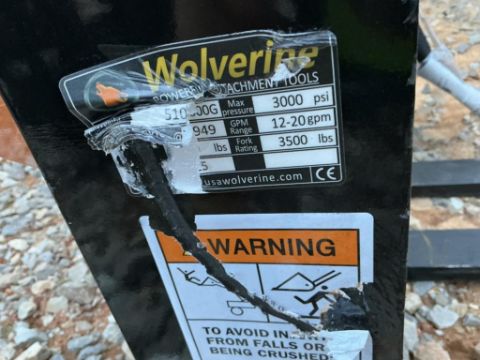 Wolverine
ATTACHMENT TOOLS
Max pressure 3000 psi
949 GPM Range 12-20gpm
lbs Fork Rating 3500 lbs
usawolverine.com CE
WARNING
TO AVOID
FROM FALLS OR
BEING CRUSHED